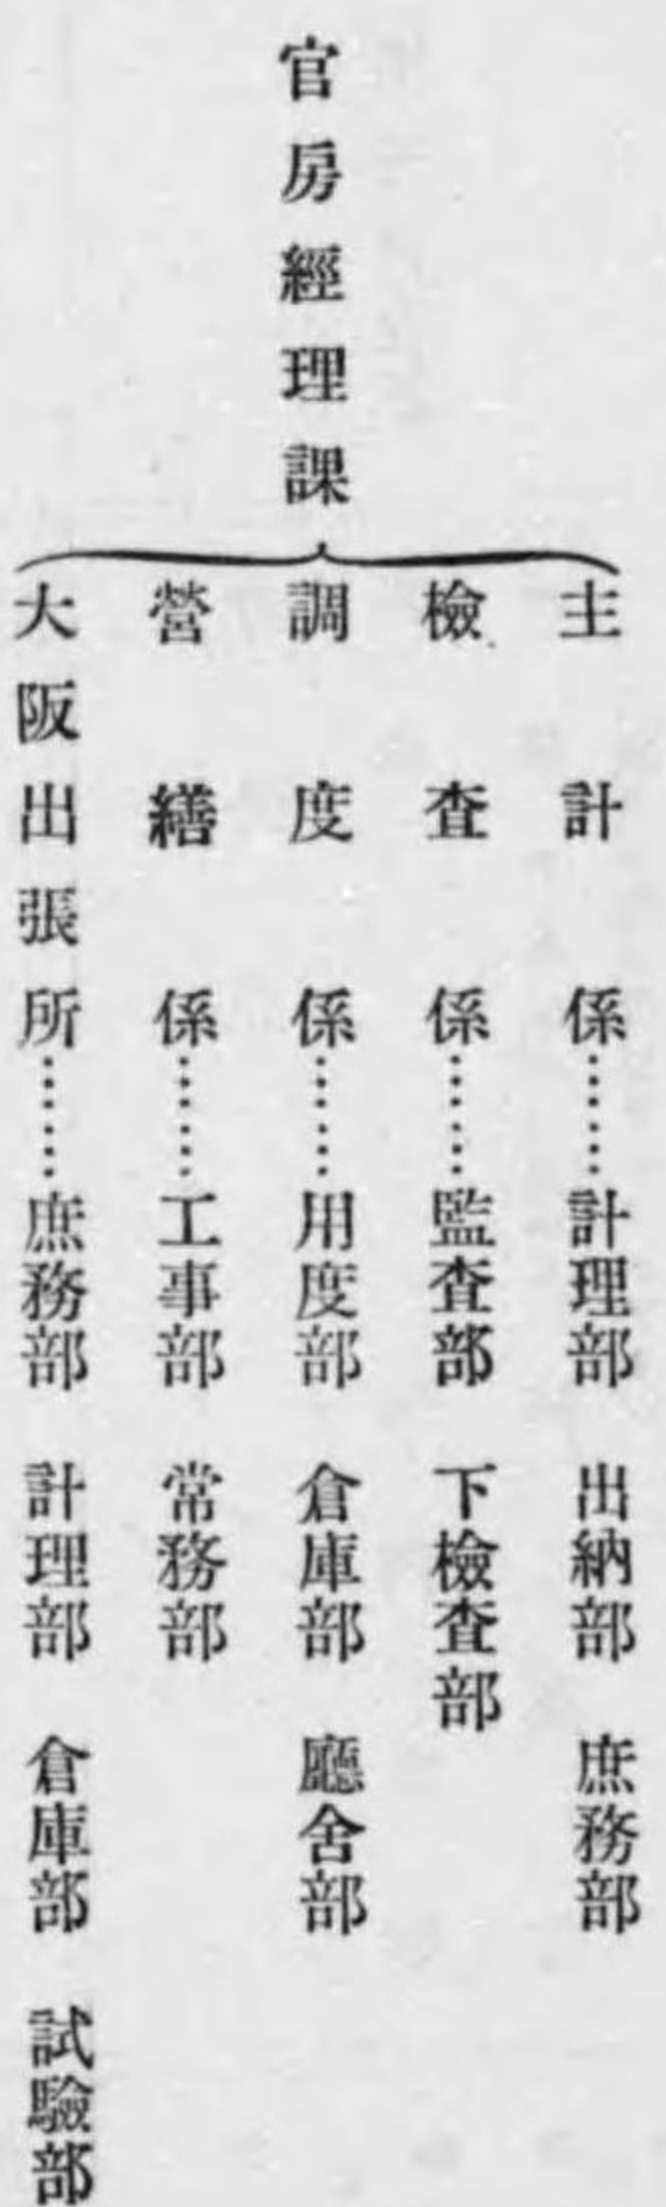 官房經理課
主計係……計理部 出納部 庶務部
檢査係……監査部 下檢査部
調度係……用度部 倉庫部 廳舍部
營繕係……工事部 常務部
大阪出張所……庶務部 計理部 倉庫部 試驗部